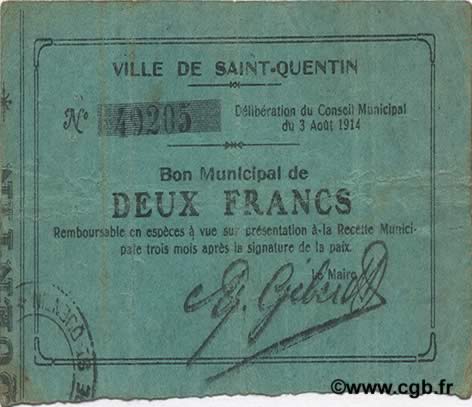 VILLE DE SAINT-QUENTIN
N° 49205
Délibération du Conseil Municipal
du 3 Août 1914
Bon Municipal de
DEUX FRANCS
Remboursable en espèces à vue sur présentation à la Recette Munici-
pale trois mois après la signature de la paix.
Le Maire
©www.cgb.fr